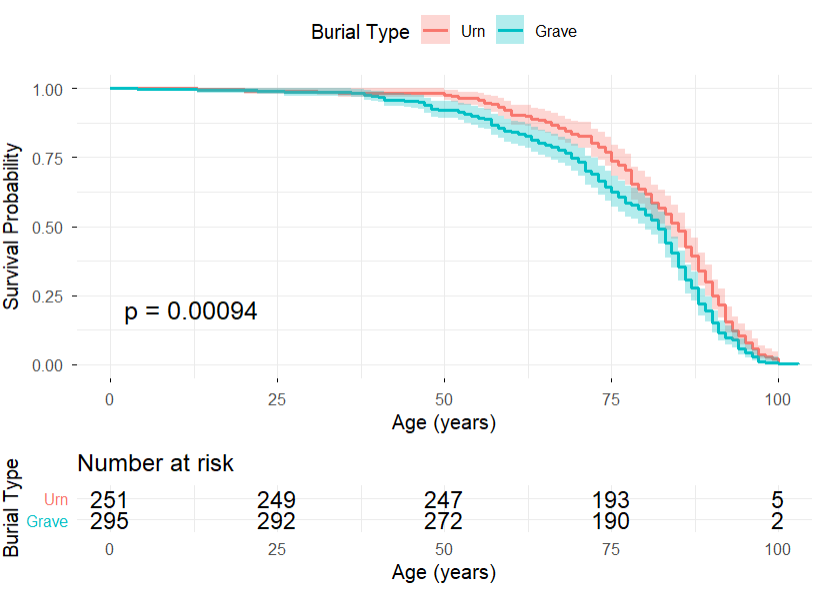 Burial Type Urn Grave
Survival Probability
1.00
0.75
0.50
0.25
0.00
p = 0.00094
0 25 50 75 100
Age (years)
Number at risk
Burial Type
Urn 251 249 247 193 5
Grave 295 292 272 190 2
0 25 50 75 100
Age (years)